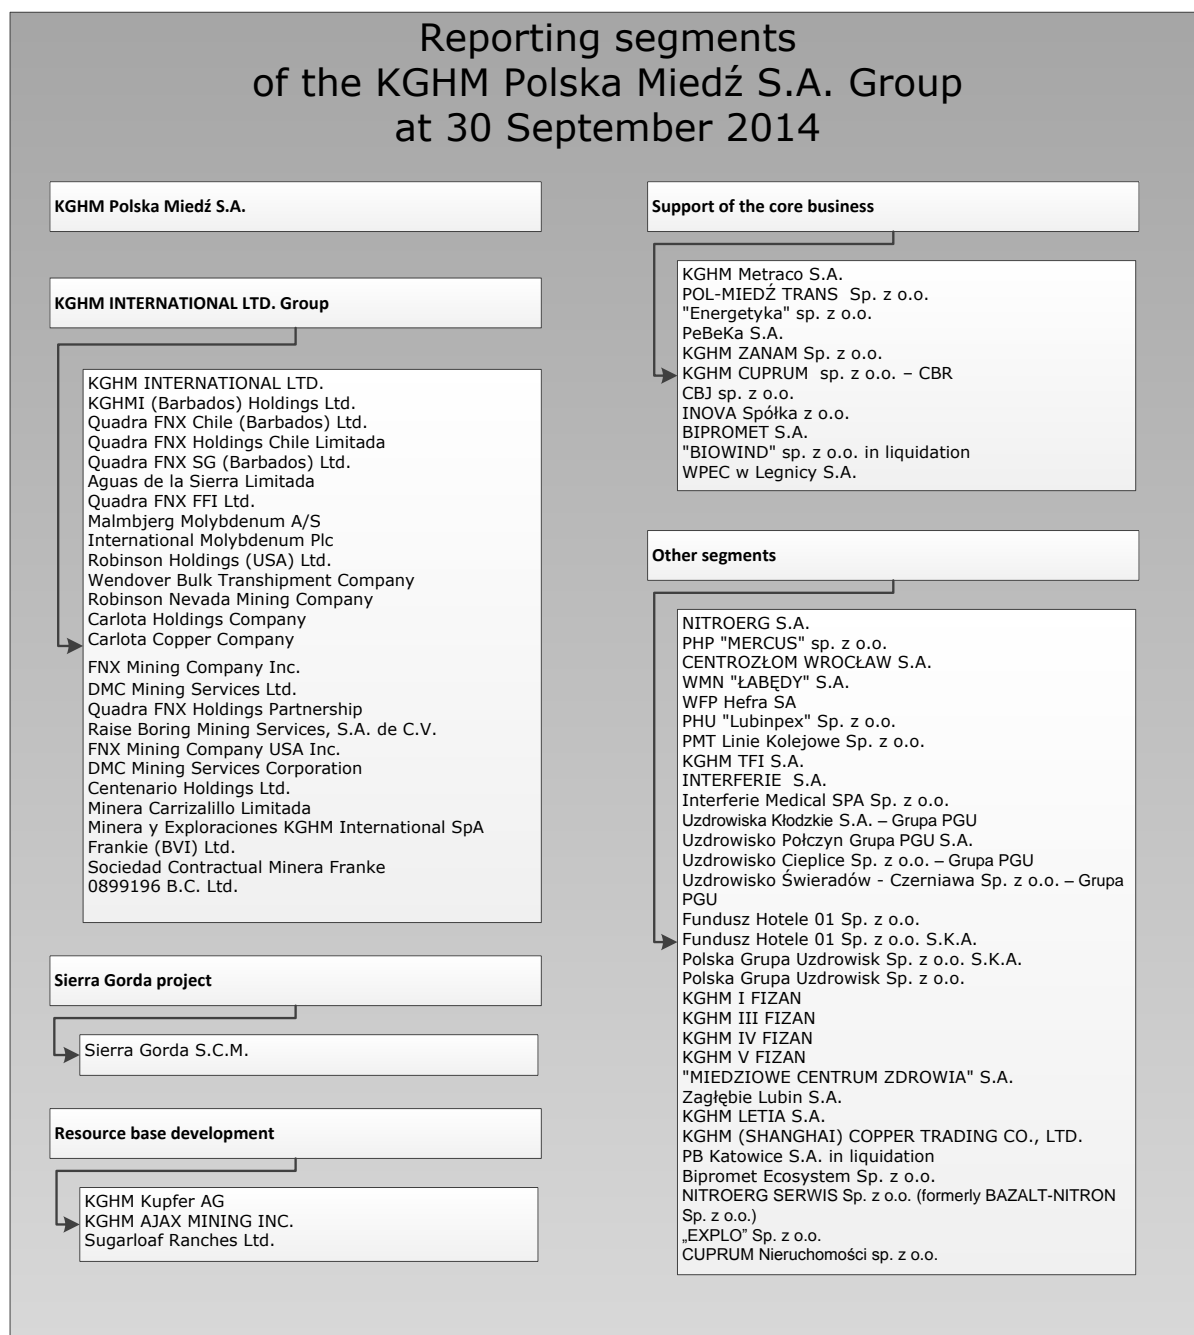 Reporting segments
of the KGHM Polska Miedź S.A. Group
at 30 September 2014
KGHM Polska Miedź S.A.
KGHM INTERNATIONAL LTD. Group
KGHM INTERNATIONAL LTD.
KGHMI (Barbados) Holdings Ltd.
Quadra FNX Chile (Barbados) Ltd.
Quadra FNX Holdings Chile Limitada
Quadra FNX SG (Barbados) Ltd.
Aguas de la Sierra Limitada
Quadra FNX FFI Ltd.
Malmbjerg Molybdenum A/S
International Molybdenum Plc
Robinson Holdings (USA) Ltd.
Wendover Bulk Transhipment Company
Robinson Nevada Mining Company
Carlota Holdings Company
Carlota Copper Company
FNX Mining Company Inc.
DMC Mining Services Ltd.
Quadra FNX Holdings Partnership
Raise Boring Mining Services, S.A. de C.V.
FNX Mining Company USA Inc.
DMC Mining Services Corporation
Centenario Holdings Ltd.
Minera Carrizalillo Limitada
Minera y Exploraciones KGHM International SpA
Frankie (BVI) Ltd.
Sociedad Contractual Minera Franke
0899196 B.C. Ltd.
Sierra Gorda project
Sierra Gorda S.C.M.
Resource base development
KGHM Kupfer AG
KGHM AJAX MINING INC.
Sugarloaf Ranches Ltd.
Support of the core business
KGHM Metraco S.A.
POL-MIEDŹ TRANS Sp. z o.o.
"Energetyka" sp. z o.o.
PeBeKa S.A.
KGHM ZANAM Sp. z o.o.
KGHM CUPRUM sp. z o.o. – CBR
CBJ sp. z o.o.
INOVA Spółka z o.o.
BIPROMET S.A.
"BIOWIND" sp. z o.o. in liquidation
WPEC w Legnicy S.A.
Other segments
NITROERG S.A.
PHP "MERCUS" sp. z o.o.
CENTROZŁOM WROCŁAW S.A.
WMN "ŁABĘDY" S.A.
WFP Hefra SA
PHU "Lubinpex" Sp. z o.o.
PMT Linie Kolejowe Sp. z o.o.
KGHM TFI S.A.
INTERFERIE S.A.
Interferie Medical SPA Sp. z o.o.
Uzdrowiska Kłodzkie S.A. – Grupa PGU
Uzdrowisko Połczyn Grupa PGU S.A.
Uzdrowisko Cieplice Sp. z o.o. – Grupa PGU
Uzdrowisko Świeradów - Czerniawa Sp. z o.o. – Grupa
PGU
Fundusz Hotele 01 Sp. z o.o.
Fundusz Hotele 01 Sp. z o.o. S.K.A.
Polska Grupa Uzdrowisk Sp. z o.o. S.K.A.
Polska Grupa Uzdrowisk Sp. z o.o.
KGHM I FIZAN
KGHM III FIZAN
KGHM IV FIZAN
KGHM V FIZAN
"MIEDZIOWE CENTRUM ZDROWIA" S.A.
Zagłębie Lubin S.A.
KGHM LETIA S.A.
KGHM (SHANGHAI) COPPER TRADING CO., LTD.
PB Katowice S.A. in liquidation
Bipromet Ecosystem Sp. z o.o.
NITROERG SERWIS Sp. z o.o. (formerly BAZALT-NITRON
Sp. z o.o.)
„EXPLO” Sp. z o.o.
CUPRUM Nieruchomości sp. z o.o.